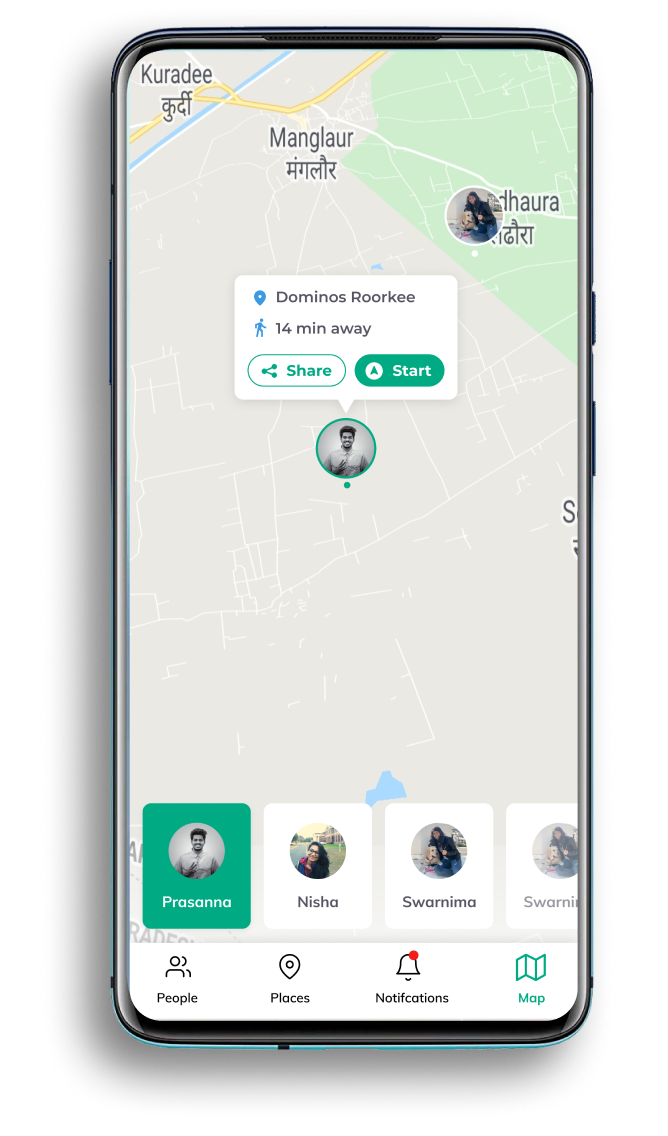 Kuradee
कुर्दी
Manglaur
मंगलौर
dhaura
ढौरा
Dominos Roorkee
14 min away
Share
Start
S
Prasanna
Nisha
Swarnima
Swarni
RADES
People
Places
Notifcations
Map